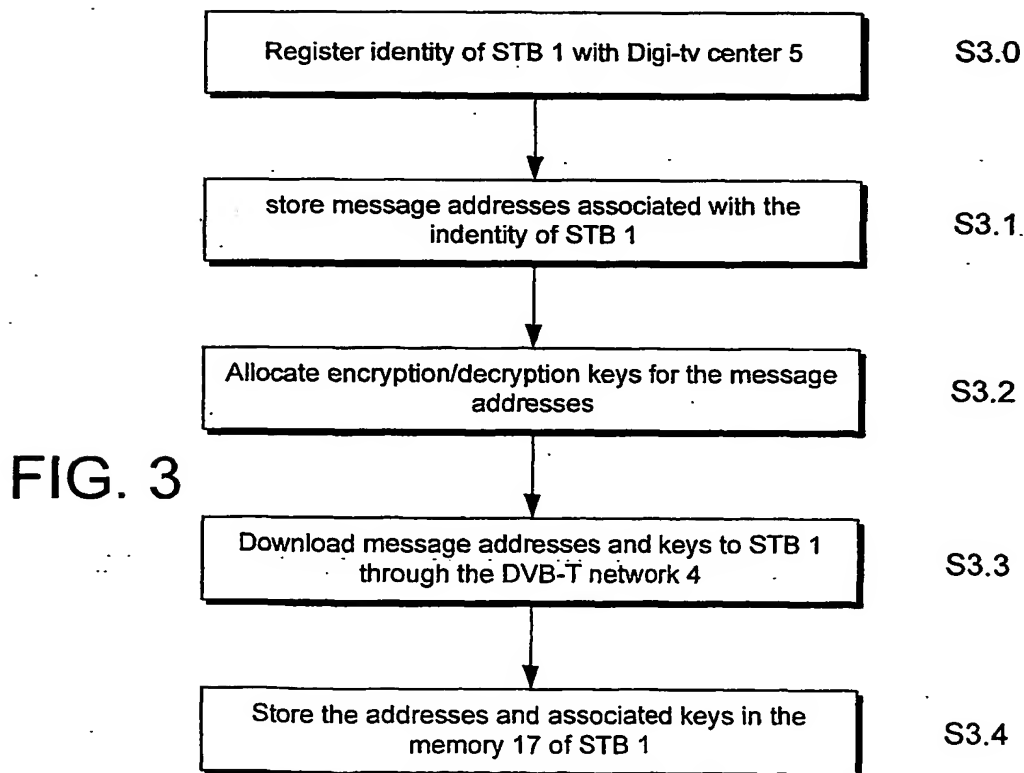 Register identity of STB 1 with Digi-tv center 5
S3.0
store message addresses associated with the
indentity of STB 1
S3.1
Allocate encryption/decryption keys for the message
addresses
S3.2
FIG. 3
Download message addresses and keys to STB 1
through the DVB-T network 4
S3.3
Store the addresses and associated keys in the
memory 17 of STB 1
S3.4